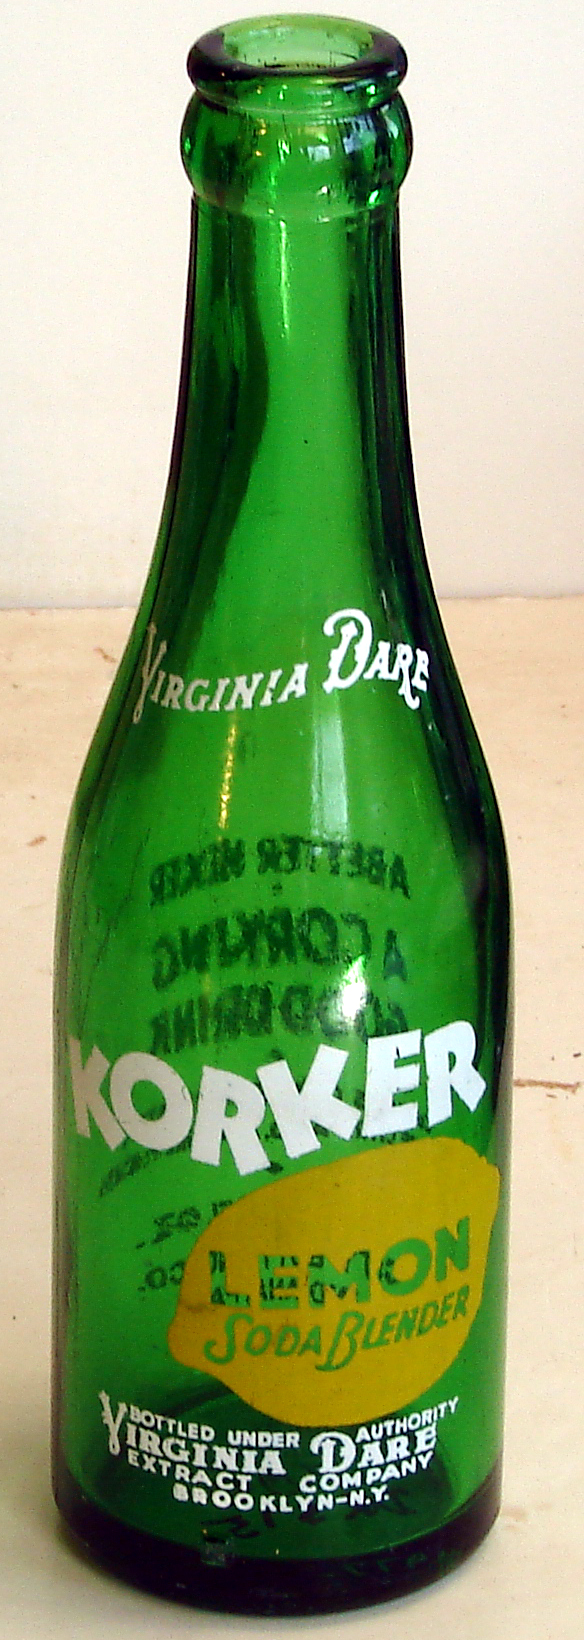 VIRGINIA DARE
A BETTER MIXER
A CORKING
GOOD DRINK
KORKER
LEMON
SODA BLENDER
BOTTLED UNDER AUTHORITY
VIRGINIA DARE
EXTRACT COMPANY
BROOKLYN-N.Y.